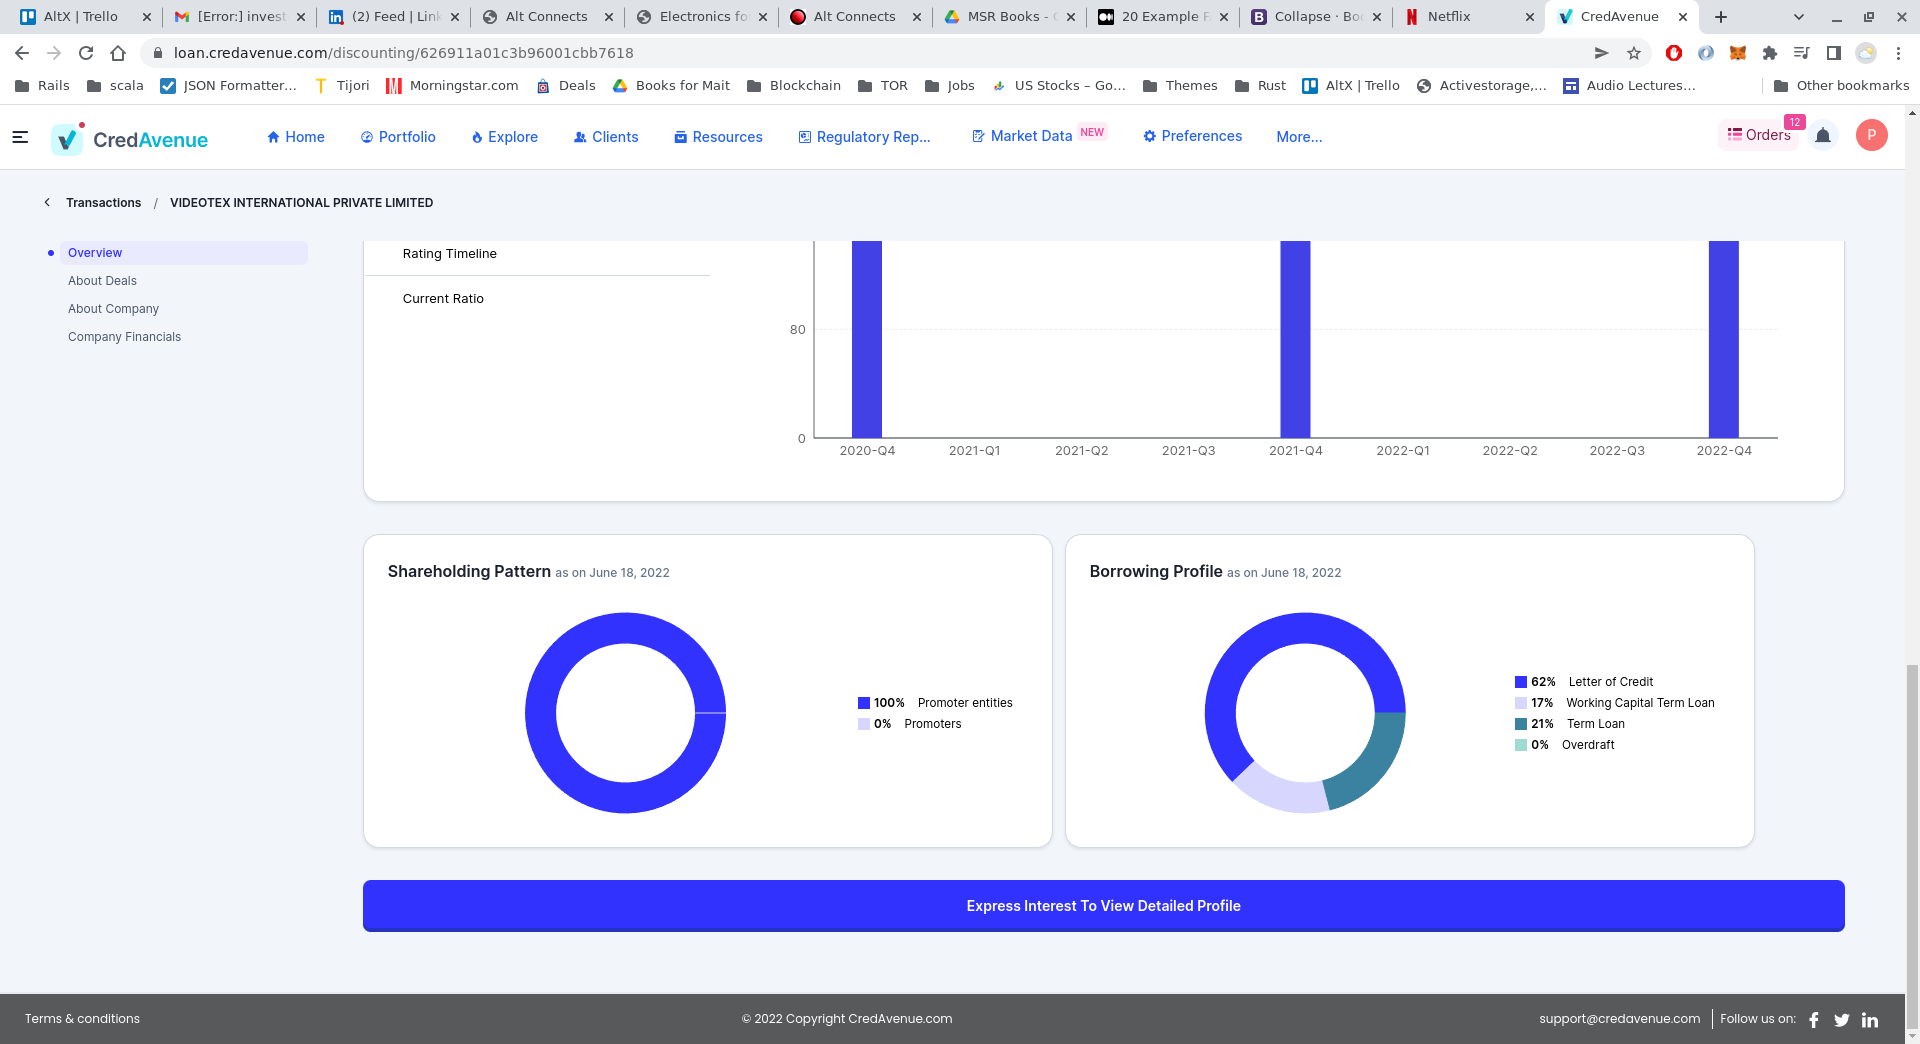 AltX | Trello
[Error:] invest
(2) Feed | Link
Alt Connects
Electronics fo
Alt Connects
MSR Books -
20 Example F
Collapse · Boo
Netflix
CredAvenue
loan.credavenue.com/discounting/626911a01c3b96001cbb7618
Rails
scala
JSON Formatter...
Tijori
Morningstar.com
Deals
Books for Mait
Blockchain
TOR
Jobs
US Stocks – Go...
Themes
Rust
AltX | Trello
Activestorage,...
Audio Lectures...
Other bookmarks
CredAvenue
Home
Portfolio
Explore
Clients
Resources
Regulatory Rep...
Market Data NEW
Preferences
More...
Orders 12
P
Transactions / VIDEOTEX INTERNATIONAL PRIVATE LIMITED
Overview
About Deals
About Company
Company Financials
Rating Timeline
Current Ratio
80
0
2020-Q4 2021-Q1 2021-Q2 2021-Q3 2021-Q4 2022-Q1 2022-Q2 2022-Q3 2022-Q4
Shareholding Pattern as on June 18, 2022
100% Promoter entities
0% Promoters
Borrowing Profile as on June 18, 2022
62% Letter of Credit
17% Working Capital Term Loan
21% Term Loan
0% Overdraft
Express Interest To View Detailed Profile
Terms & conditions
© 2022 Copyright CredAvenue.com
support@credavenue.com
Follow us on: